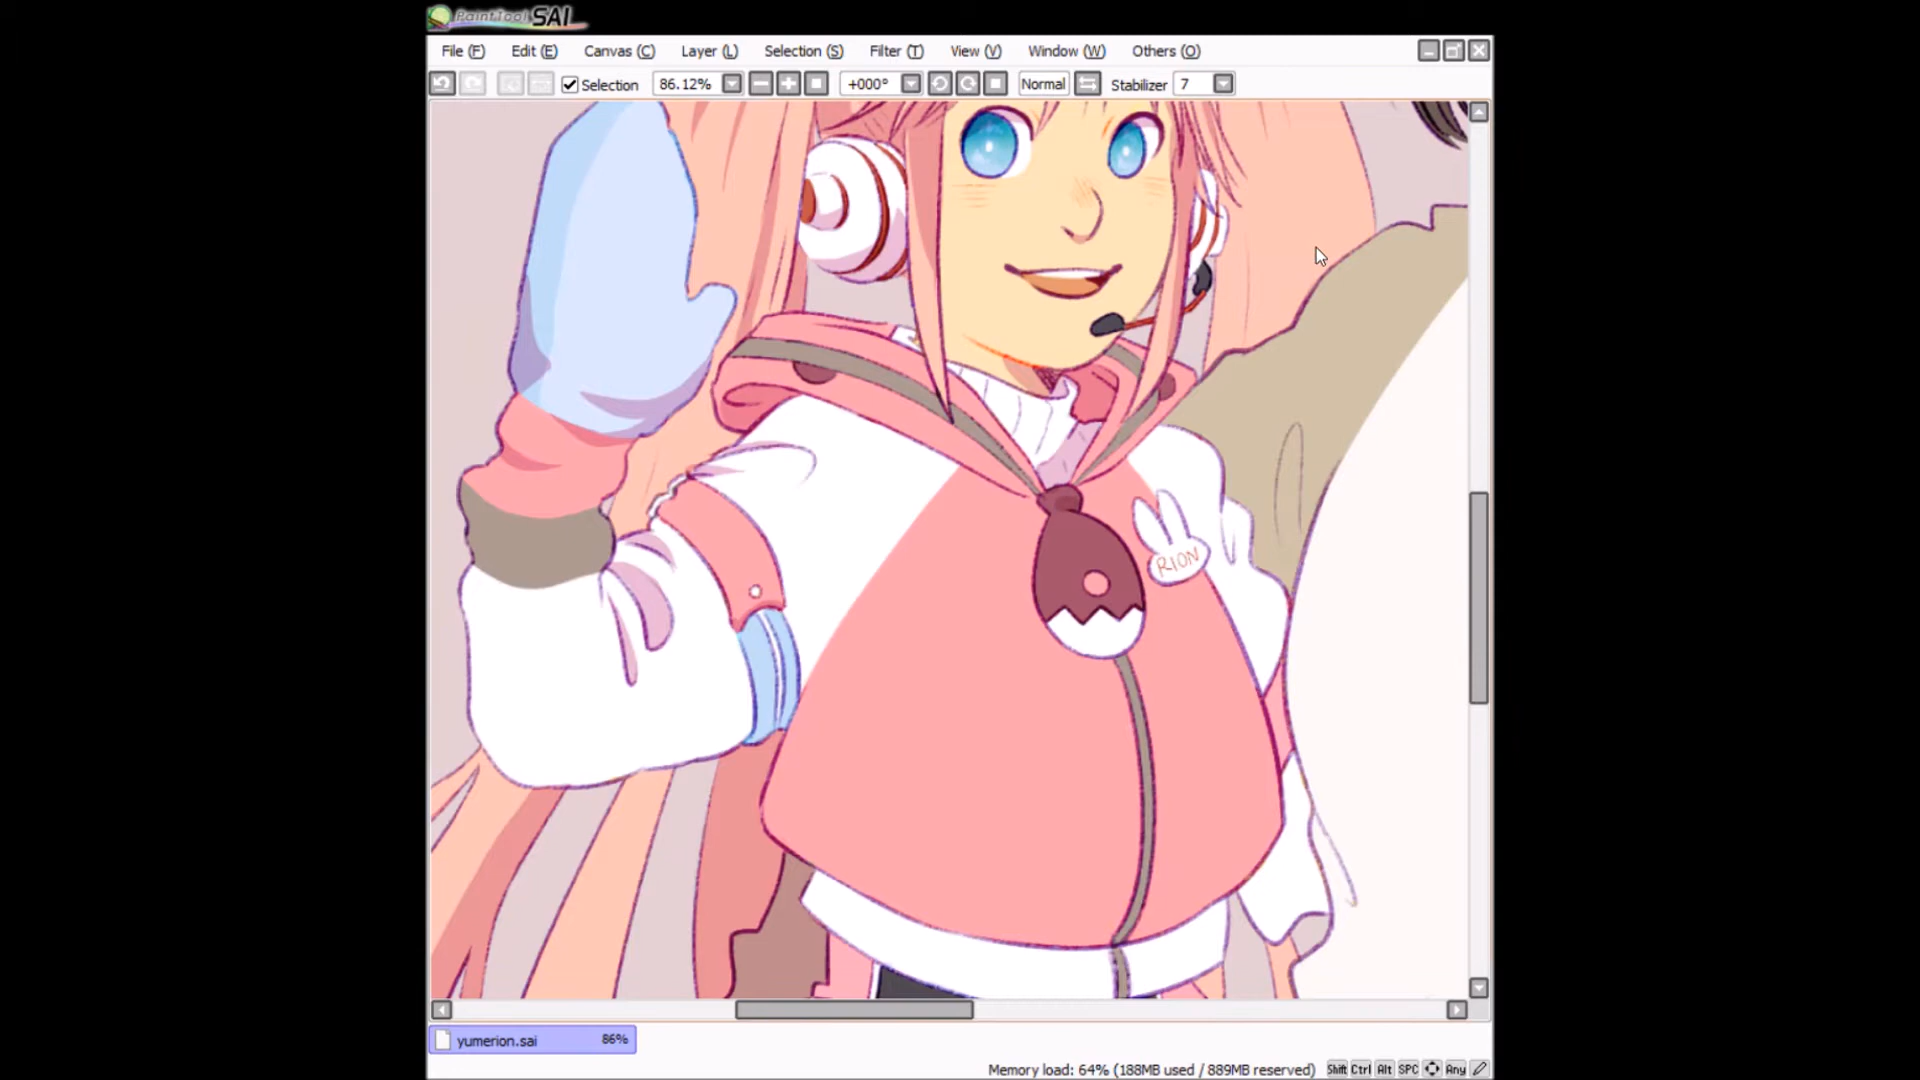 PaintTool SAI
File (F) Edit (E) Canvas (C) Layer (L) Selection (S) Filter (T) View (V) Window (W) Others (O)
Selection 86.12% +000° Normal Stabilizer 7
RION
yumerion.sai 86%
Memory load: 64% (188MB used / 889MB reserved) Shift Ctrl Alt SPC Any